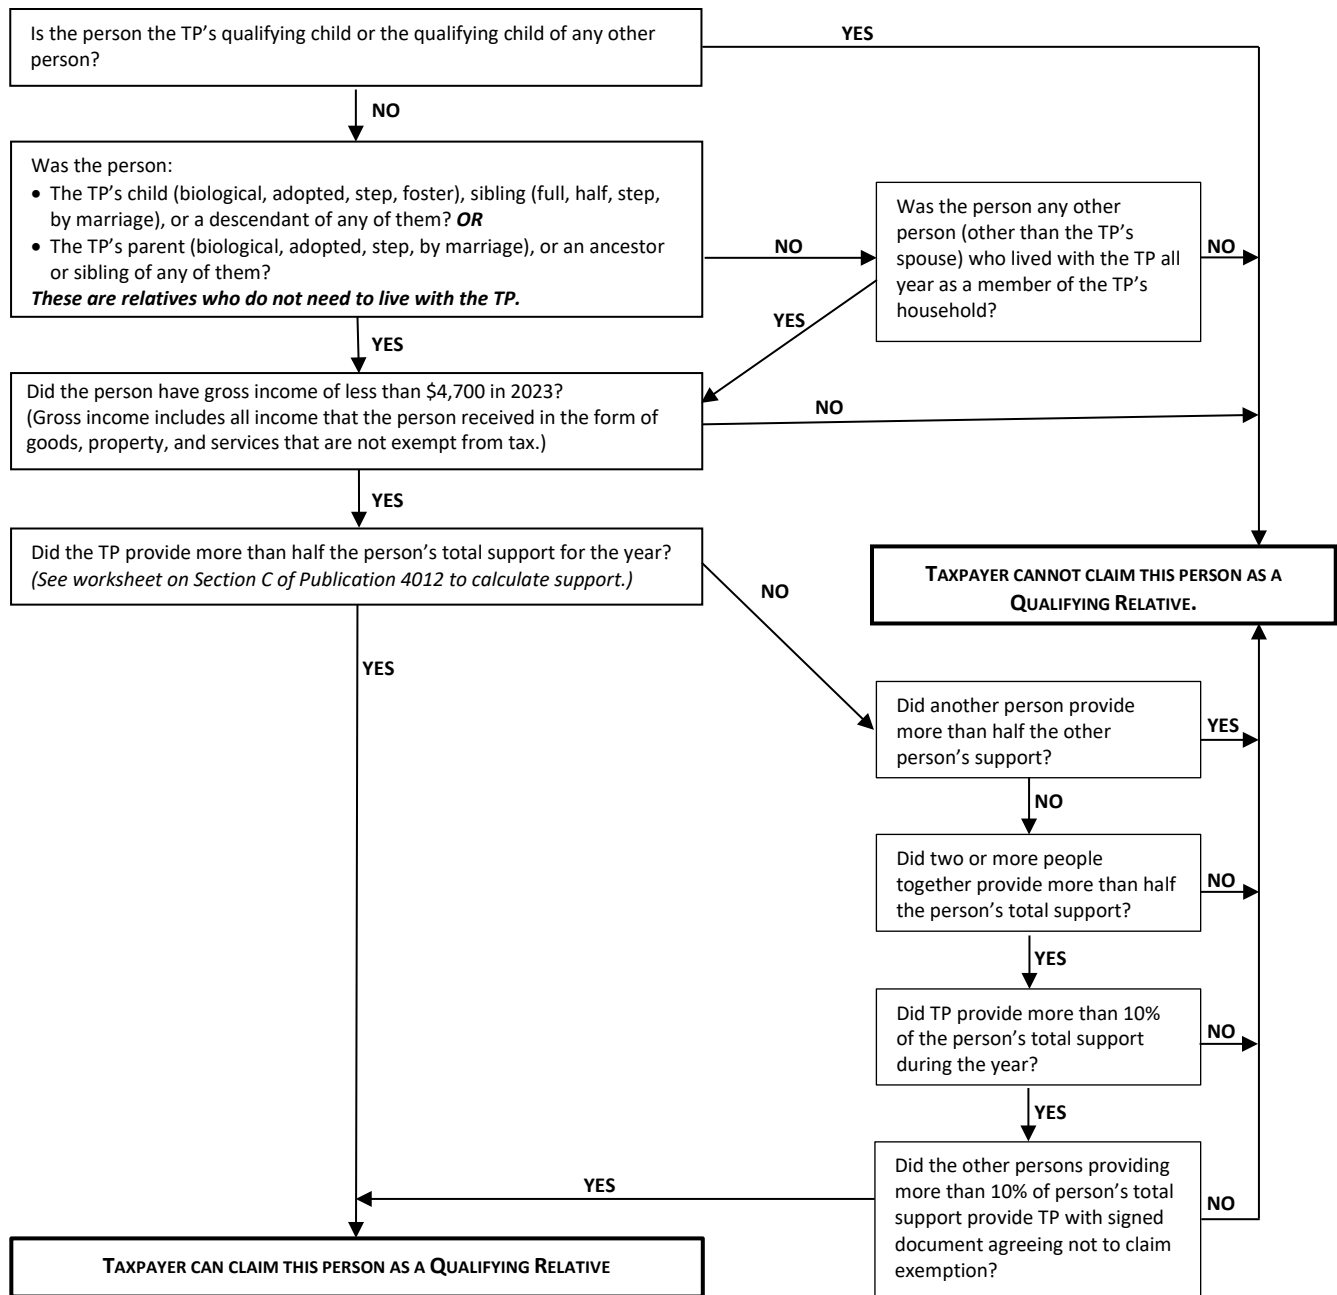 Is the person the TP’s qualifying child or the qualifying child of any other
person?
YES
NO
Was the person:
• The TP’s child (biological, adopted, step, foster), sibling (full, half, step,
by marriage), or a descendant of any of them? OR
• The TP’s parent (biological, adopted, step, by marriage), or an ancestor
or sibling of any of them?
These are relatives who do not need to live with the TP.
NO
Was the person any other
person (other than the TP’s
spouse) who lived with the TP all
year as a member of the TP’s
household?
NO
YES
YES
Did the person have gross income of less than $4,700 in 2023?
(Gross income includes all income that the person received in the form of
goods, property, and services that are not exempt from tax.)
NO
YES
Did the TP provide more than half the person’s total support for the year?
(See worksheet on Section C of Publication 4012 to calculate support.)
NO
TAXPAYER CANNOT CLAIM THIS PERSON AS A
QUALIFYING RELATIVE.
YES
Did another person provide
more than half the other
person’s support?
YES
NO
Did two or more people
together provide more than half
the person’s total support?
NO
YES
Did TP provide more than 10%
of the person’s total support
during the year?
NO
YES
Did the other persons providing
more than 10% of person’s total
support provide TP with signed
document agreeing not to claim
exemption?
YES
NO
TAXPAYER CAN CLAIM THIS PERSON AS A QUALIFYING RELATIVE